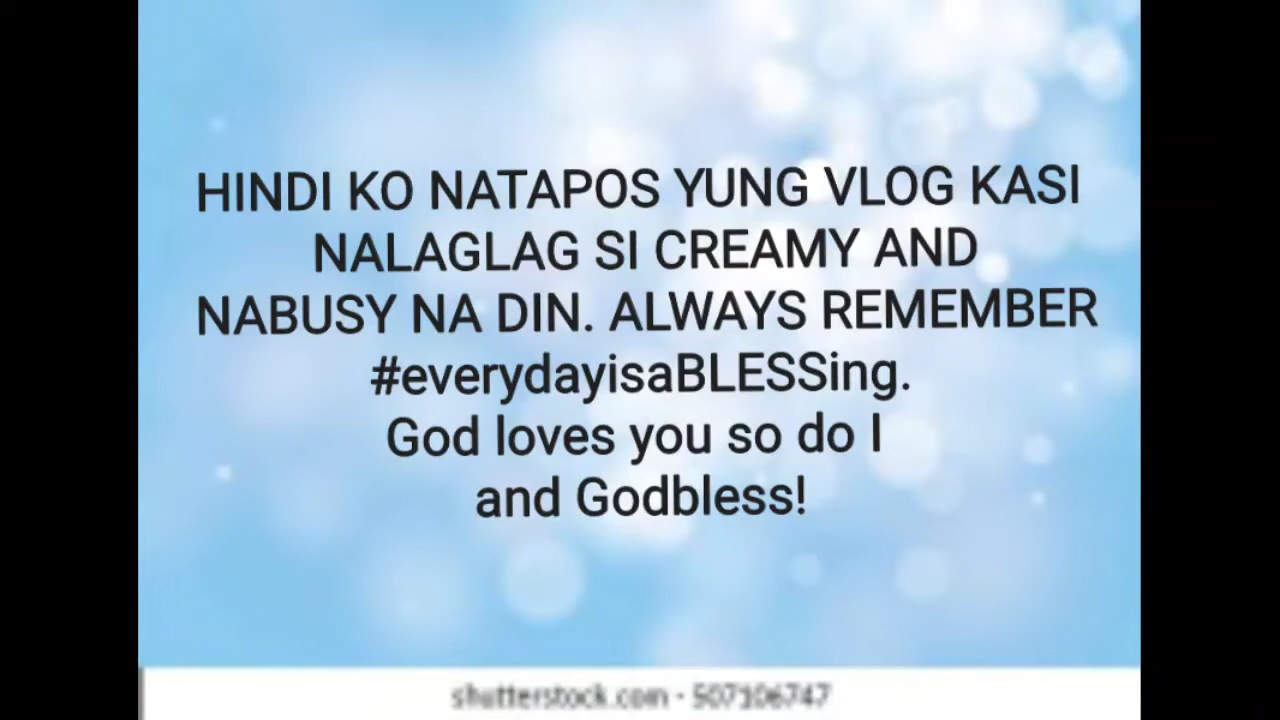 HINDI KO NATAPOS YUNG VLOG KASI
NALAGLAG SI CREAMY AND
NABUSY NA DIN. ALWAYS REMEMBER
#everydayisaBLESSing.
God loves you so do I
and Godbless!
shutterstock.com - 507106747